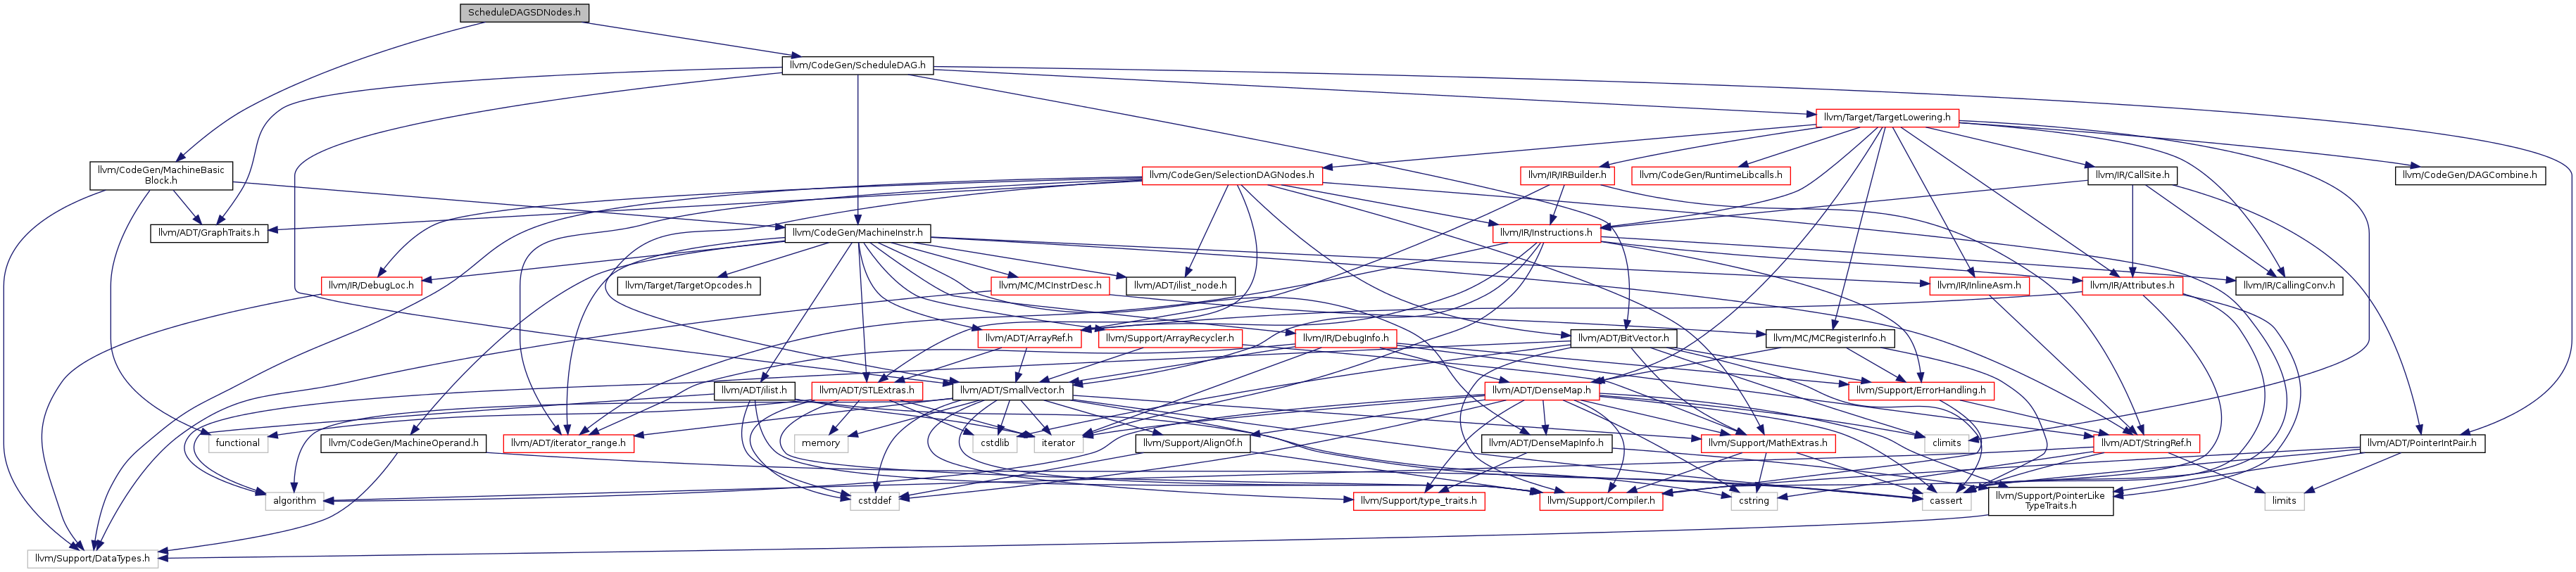 ScheduleDAGSDNodes.h
llvm/CodeGen/ScheduleDAG.h
llvm/Target/TargetLowering.h
llvm/CodeGen/MachineBasic
Block.h
llvm/CodeGen/SelectionDAGNodes.h
llvm/IR/IRBuilder.h
llvm/CodeGen/RuntimeLibcalls.h
llvm/IR/CallSite.h
llvm/CodeGen/DAGCombine.h
llvm/ADT/GraphTraits.h
llvm/CodeGen/MachineInstr.h
llvm/IR/Instructions.h
llvm/IR/DebugLoc.h
llvm/Target/TargetOpcodes.h
llvm/MC/MCInstrDesc.h
llvm/ADT/ilist_node.h
llvm/IR/InlineAsm.h
llvm/IR/Attributes.h
llvm/IR/CallingConv.h
llvm/ADT/ArrayRef.h
llvm/Support/ArrayRecycler.h
llvm/IR/DebugInfo.h
llvm/ADT/BitVector.h
llvm/MC/MCRegisterInfo.h
llvm/ADT/ilist.h
llvm/ADT/STLExtras.h
llvm/ADT/SmallVector.h
llvm/ADT/DenseMap.h
llvm/Support/ErrorHandling.h
functional
llvm/CodeGen/MachineOperand.h
llvm/ADT/iterator_range.h
memory
cstdlib
iterator
llvm/Support/AlignOf.h
llvm/ADT/DenseMapInfo.h
llvm/Support/MathExtras.h
climits
llvm/ADT/StringRef.h
llvm/ADT/PointerIntPair.h
algorithm
cstddef
llvm/Support/type_traits.h
llvm/Support/Compiler.h
cstring
cassert
llvm/Support/PointerLike
TypeTraits.h
limits
llvm/Support/DataTypes.h